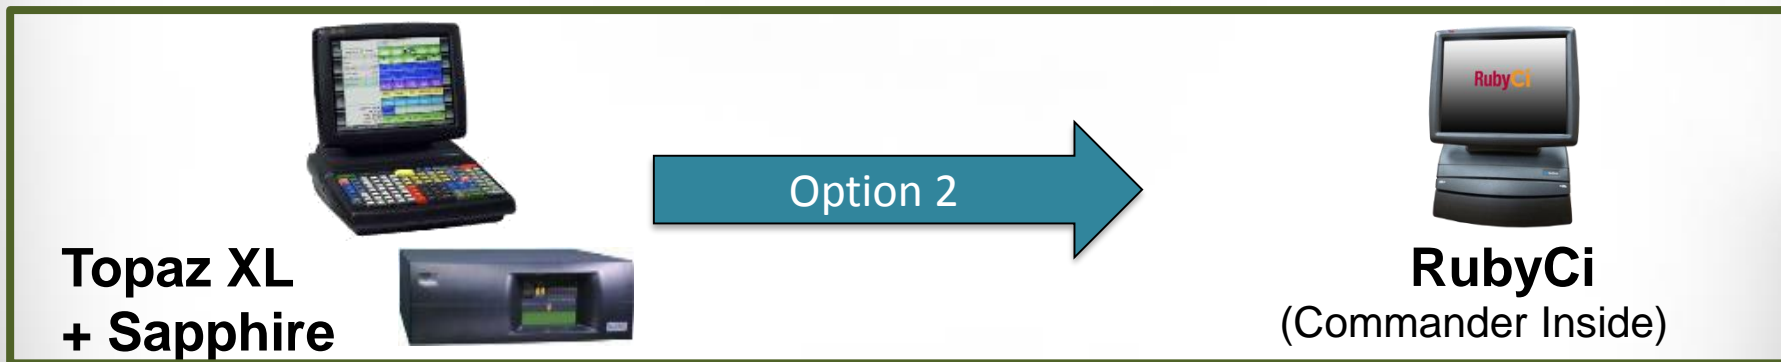 Option 2
RubyCi
Topaz XL
+ Sapphire
RubyCi
(Commander Inside)